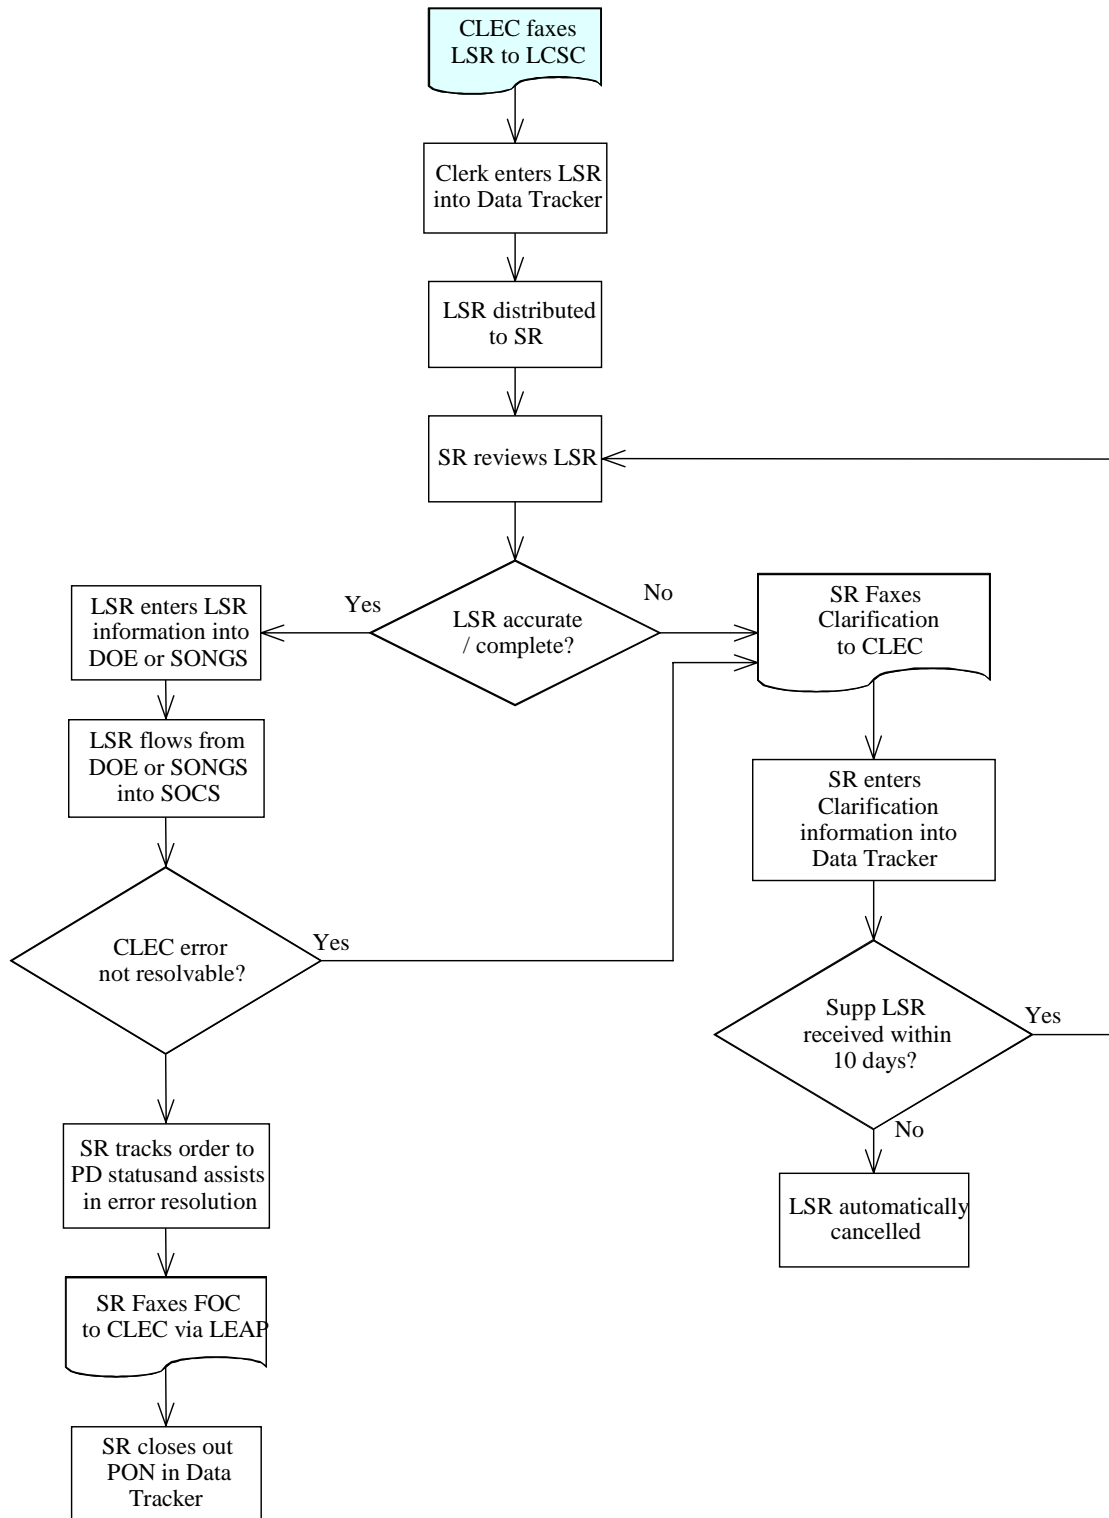 CLEC faxes
LSR to LCSC
Clerk enters LSR
into Data Tracker
LSR distributed
to SR
SR reviews LSR
LSR accurate
/ complete?
Yes
No
LSR enters LSR
information into
DOE or SONGS
SR Faxes
Clarification
to CLEC
LSR flows from
DOE or SONGS
into SOCS
SR enters
Clarification
information into
Data Tracker
CLEC error
not resolvable?
Yes
Supp LSR
received within
10 days?
Yes
No
SR tracks order to
PD statusand assists
in error resolution
LSR automatically
cancelled
SR Faxes FOC
to CLEC via LEAP
SR closes out
PON in Data
Tracker